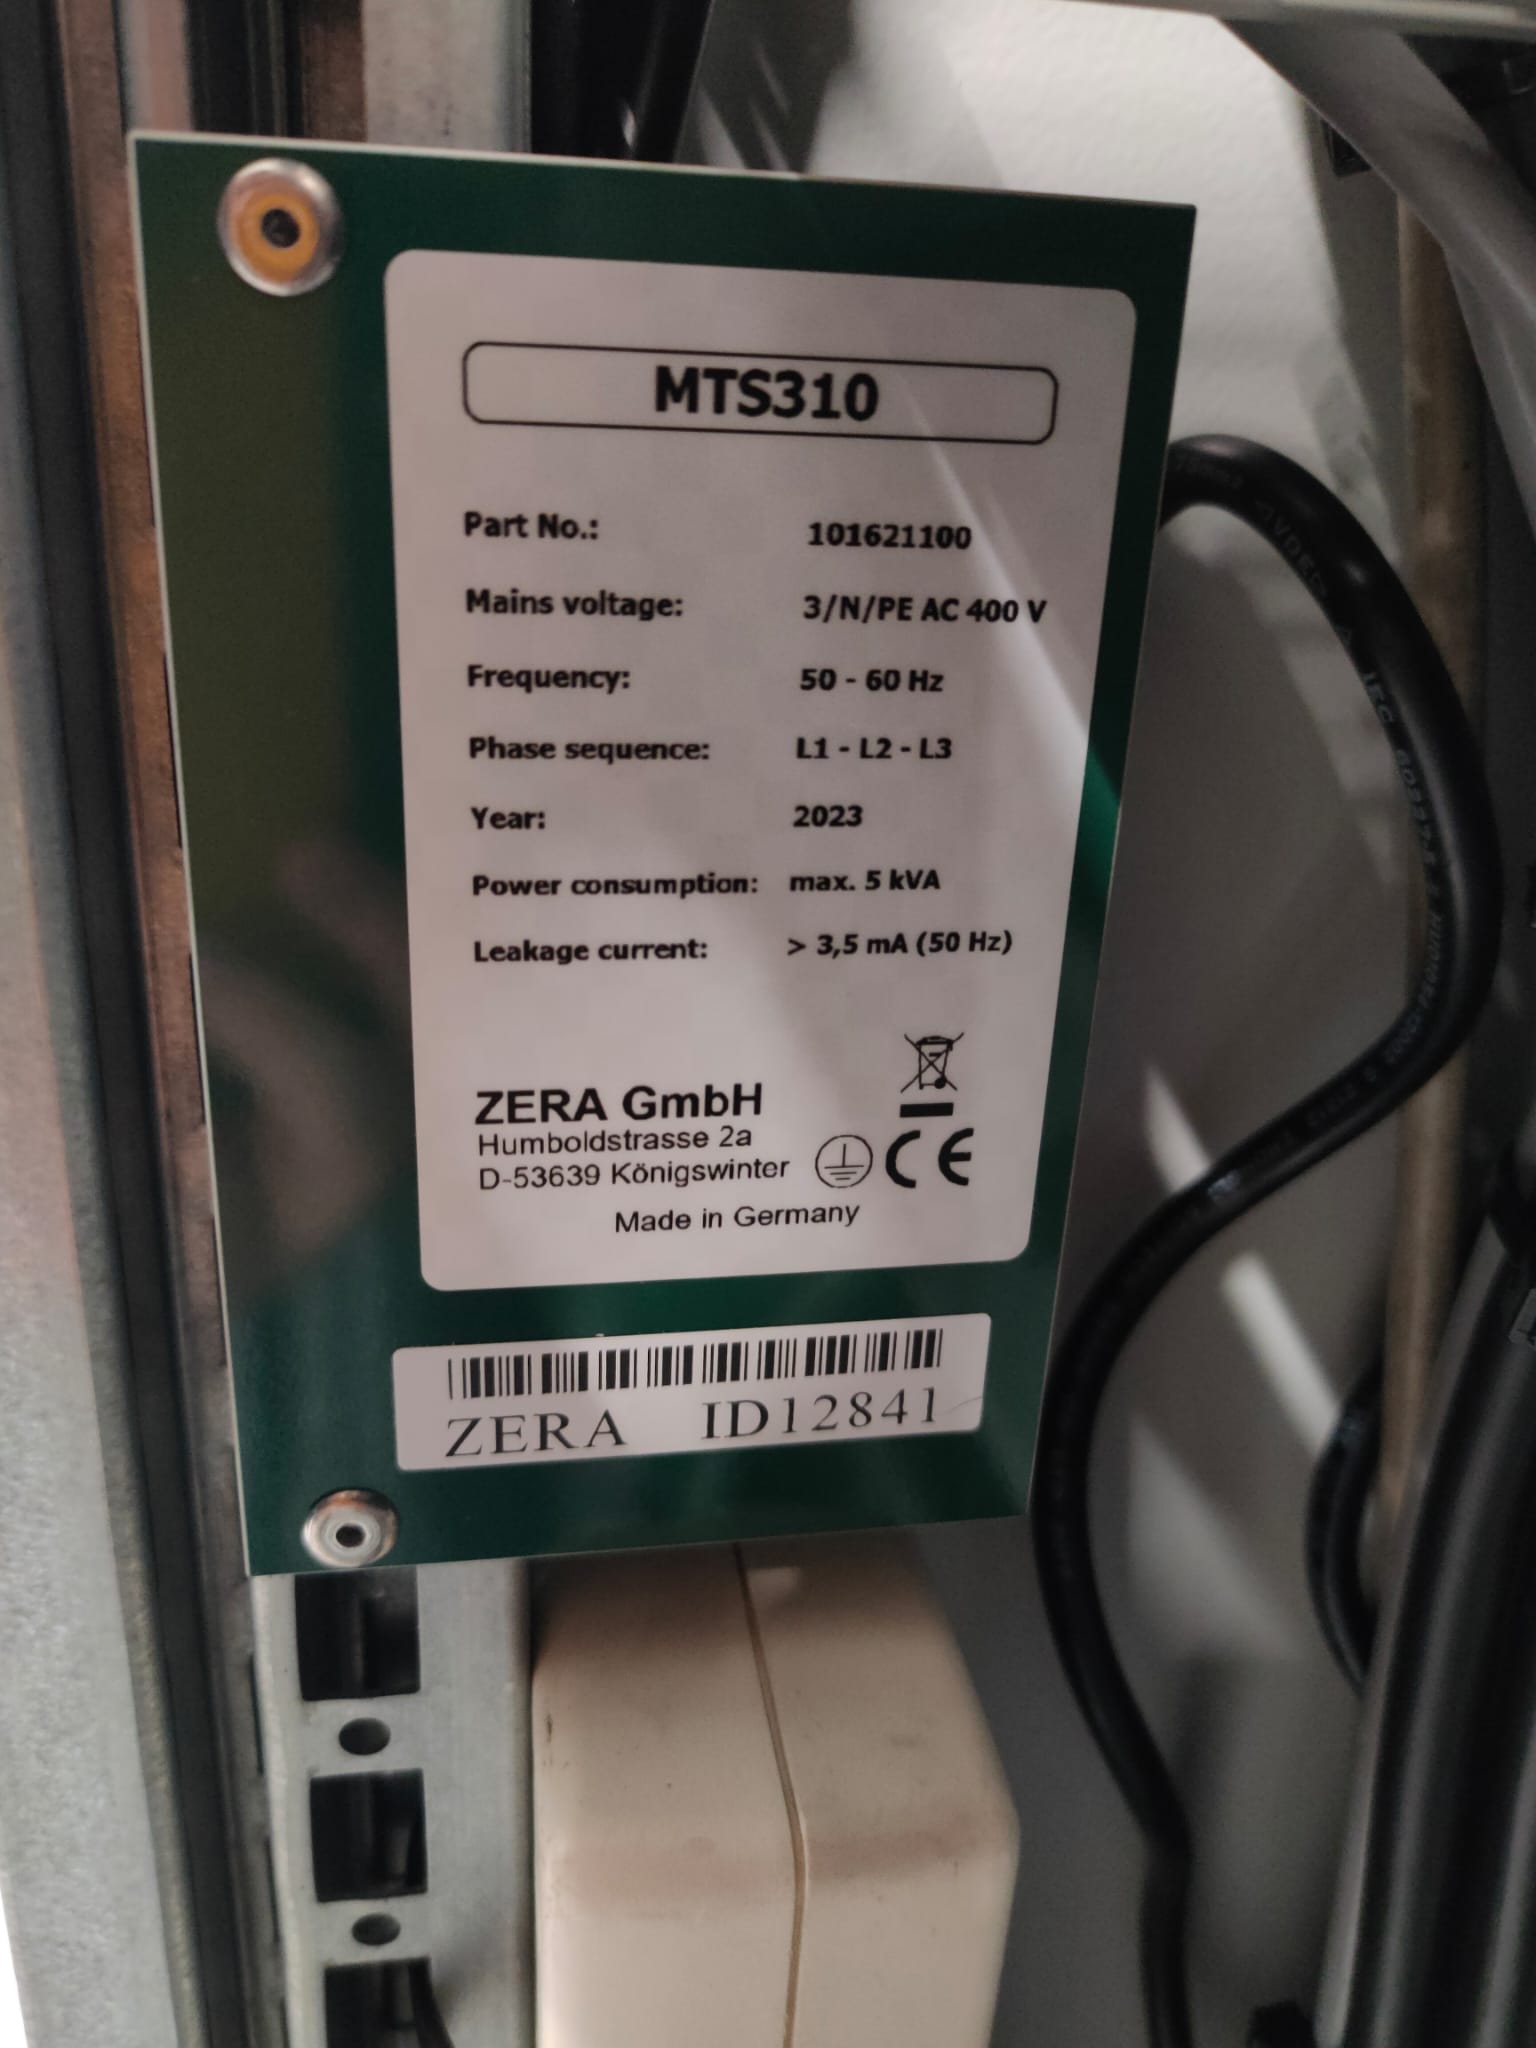 MTS310
Part No.: 101621100
Mains voltage: 3/N/PE AC 400 V
Frequency: 50 - 60 Hz
Phase sequence: L1 - L2 - L3
Year: 2023
Power consumption: max. 5 kVA
Leakage current: > 3,5 mA (50 Hz)
ZERA GmbH
Humboldstrasse 2a
D-53639 Königswinter
CE
Made in Germany
ZERA ID12841
IEC